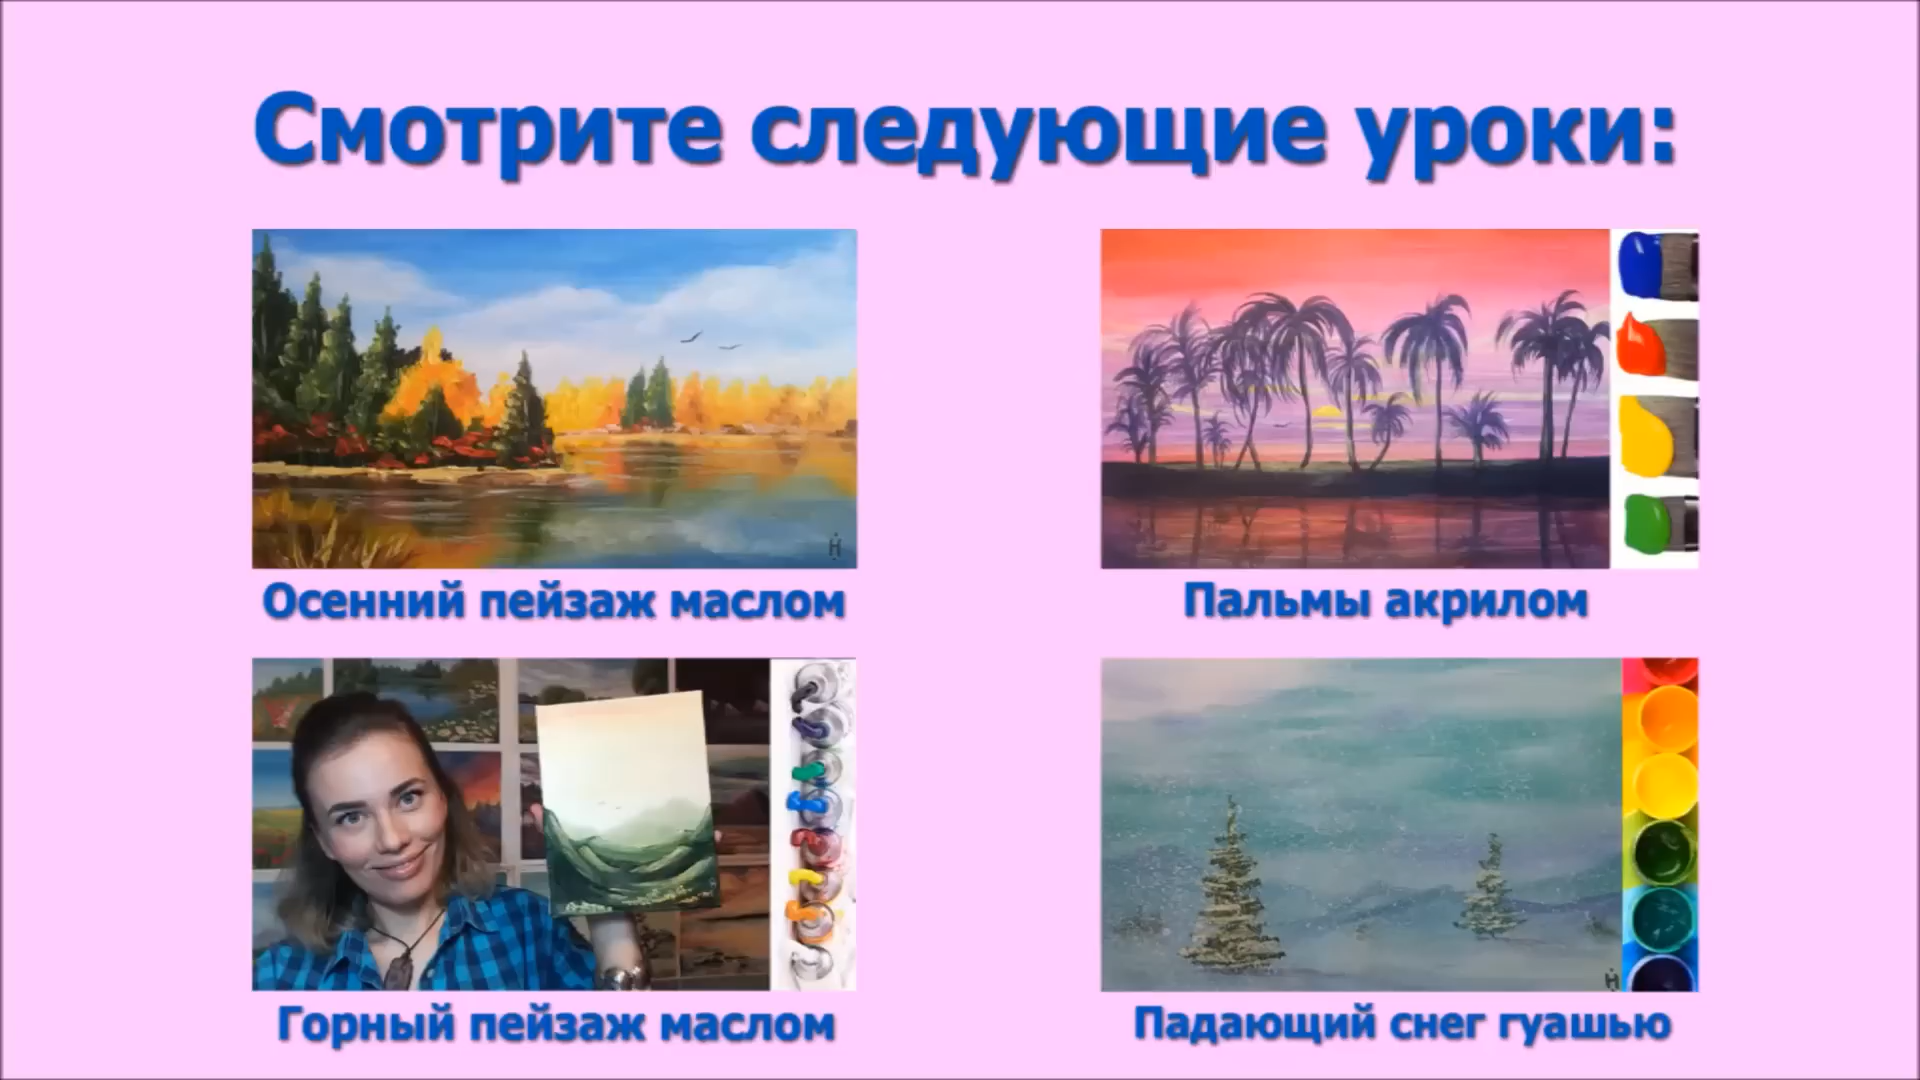 Смотрите следующие уроки:
Осенний пейзаж маслом
Пальмы акрилом
Горный пейзаж маслом
Падающий снег гуашью